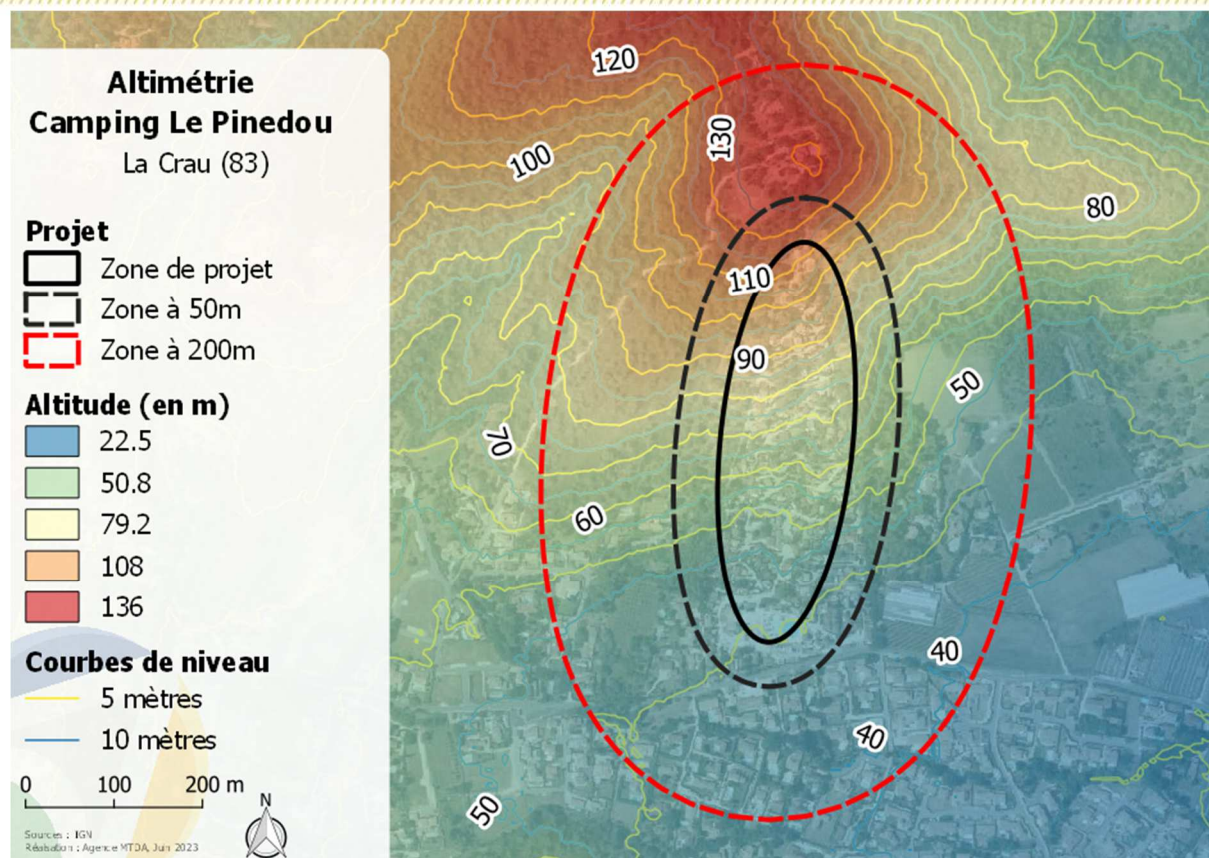 Altimétrie
Camping Le Pinedou
La Crau (83)
Projet
Zone de projet
Zone à 50m
Zone à 200m
Altitude (en m)
22.5
50.8
79.2
108
136
Courbes de niveau
5 mètres
10 mètres
0 100 200 m
N
Sources : IGN
Réalisation : Agence MTDA, Juin 2023
120
130
100
80
110
90
50
70
60
40
40
50